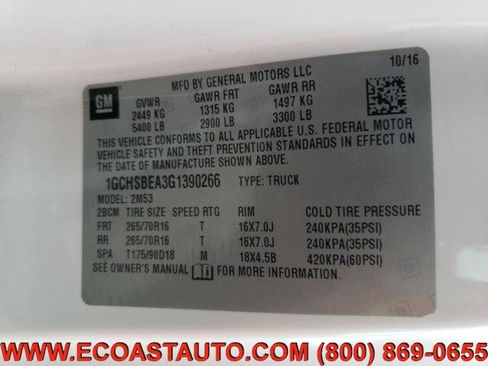 10/16
MFD BY GENERAL MOTORS LLC
GM
GVWR GAWR FRT GAWR RR
2449 KG 1315 KG 1497 KG
5400 LB 2900 LB 3300 LB
THIS VEHICLE CONFORMS TO ALL APPLICABLE U.S. FEDERAL MOTOR
VEHICLE SAFETY AND THEFT PREVENTION STANDARDS IN EFFECT ON
THE DATE OF MANUFACTURE SHOWN ABOVE.
1GCHSBEA3G1390266 TYPE: TRUCK
MODEL: 2M53
2BCM TIRE SIZE SPEED RTG RIM COLD TIRE PRESSURE
FRT 265/70R16 T 16X7.0J 240KPA(35PSI)
RR 265/70R16 T 16X7.0J 240KPA(35PSI)
SPA T175/90D18 M 18X4.5B 420KPA(60PSI)
SEE OWNER'S MANUAL FOR MORE INFORMATION.
WWW.ECOASTAUTO.COM (800) 869-0655